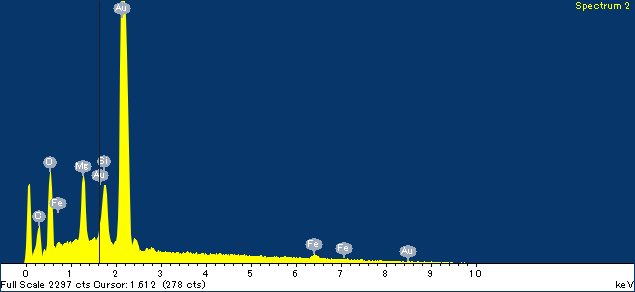 Spectrum 2
Au
O
Mg
Si
Au
Fe
Fe
Fe
Au
0 1 2 3 4 5 6 7 8 9 10
Full Scale 2297 cts Cursor: 1.612 (278 cts)
keV